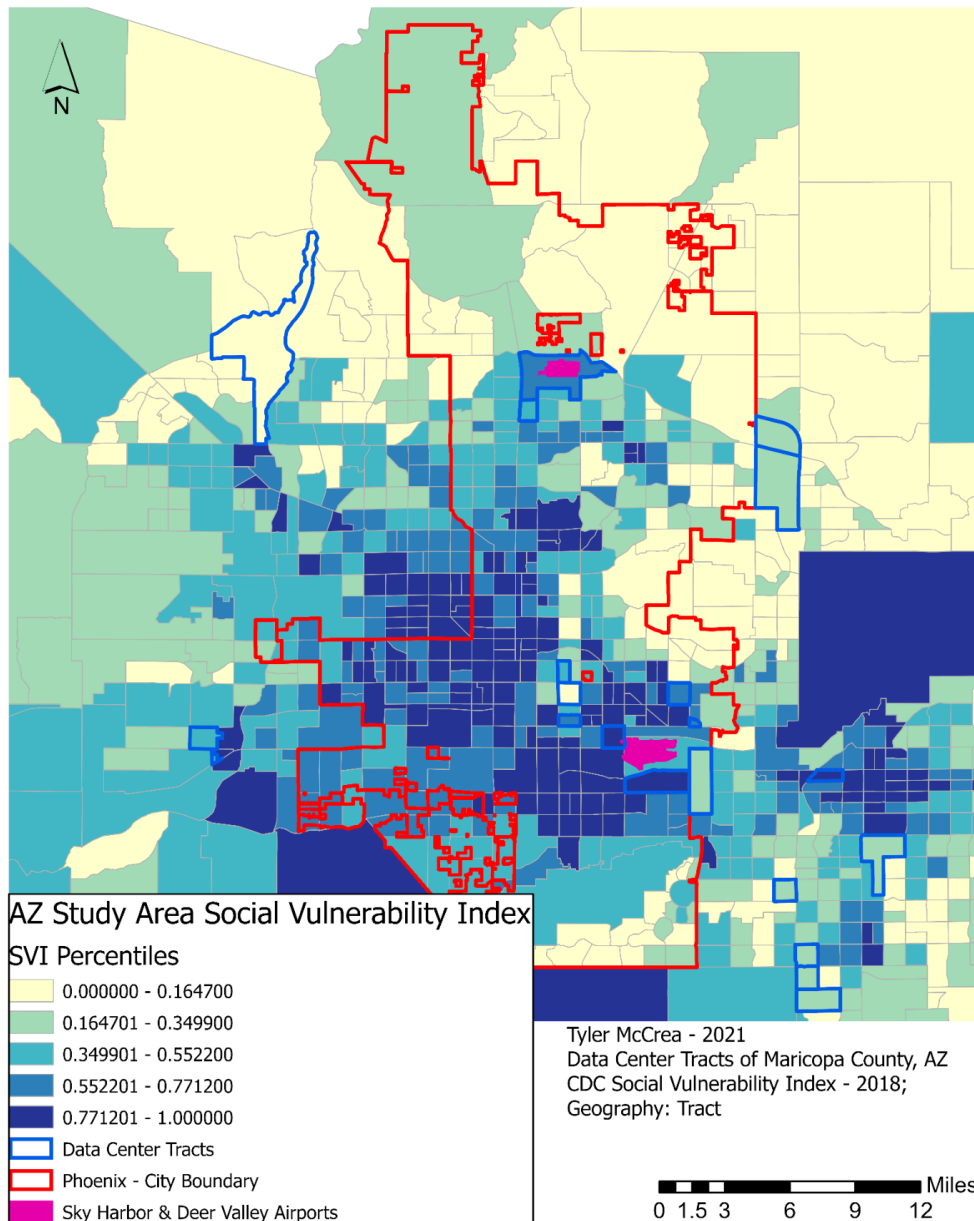 N
AZ Study Area Social Vulnerability Index
SVI Percentiles
0.000000 - 0.164700
0.164701 - 0.349900
0.349901 - 0.552200
0.552201 - 0.771200
0.771201 - 1.000000
Data Center Tracts
Phoenix - City Boundary
Sky Harbor & Deer Valley Airports
Tyler McCrea - 2021
Data Center Tracts of Maricopa County, AZ
CDC Social Vulnerability Index - 2018;
Geography: Tract
Miles
0 1.5 3 6 9 12